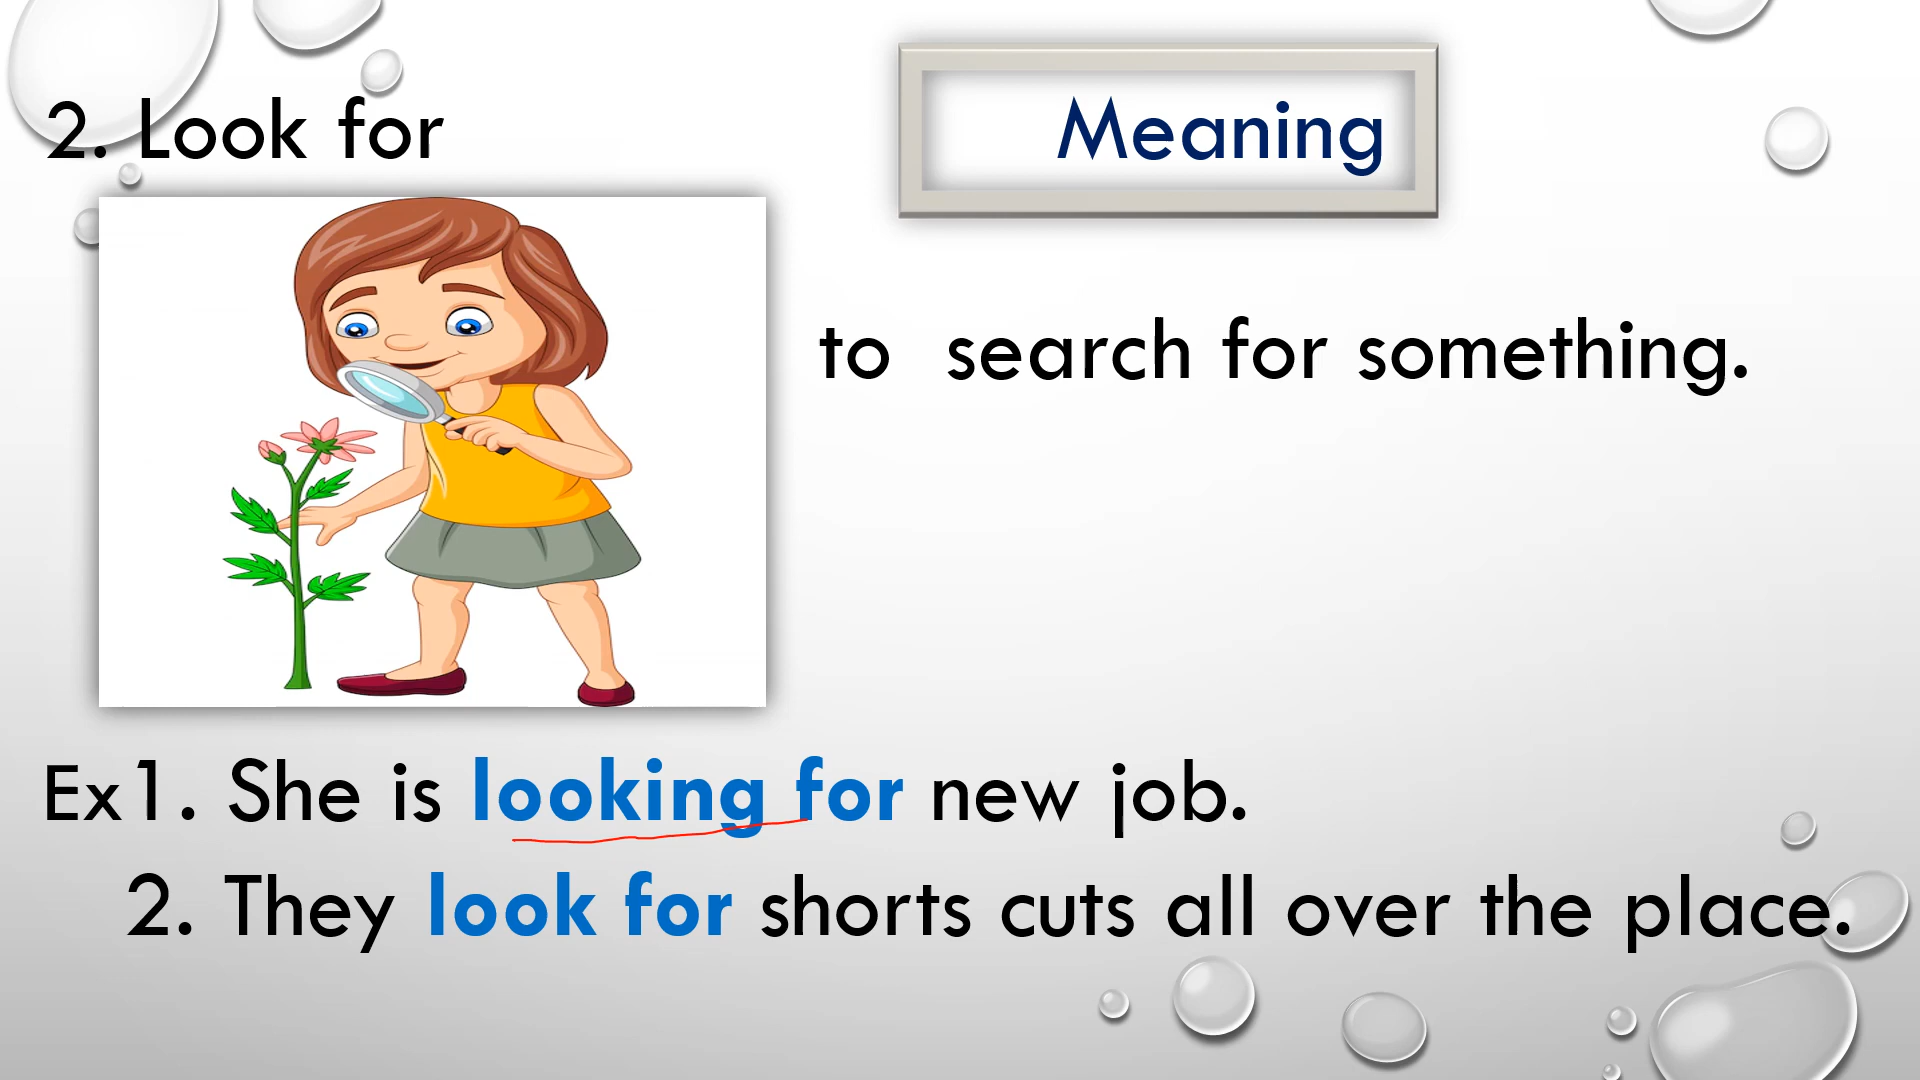 2. Look for
Meaning
to search for something.
Ex1. She is looking for new job.
2. They look for shorts cuts all over the place.